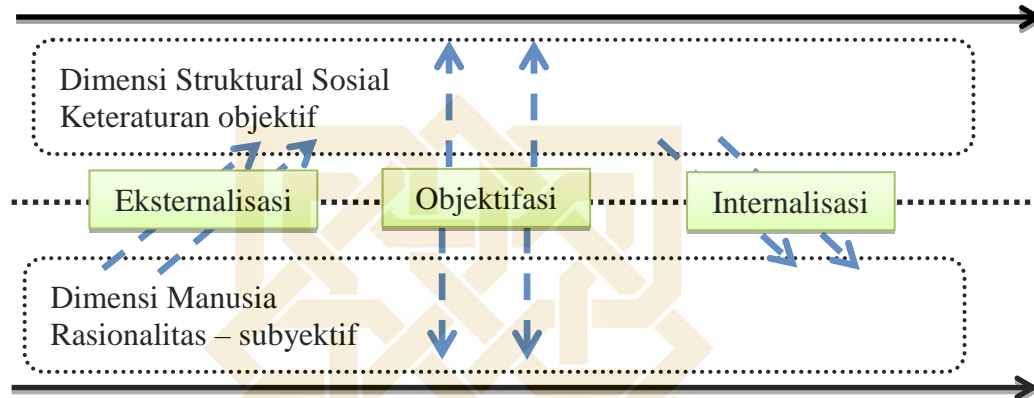 Dimensi Struktural Sosial
Keteraturan objektif
Eksternalisasi
Objektifasi
Internalisasi
Dimensi Manusia
Rasionalitas – subyektif